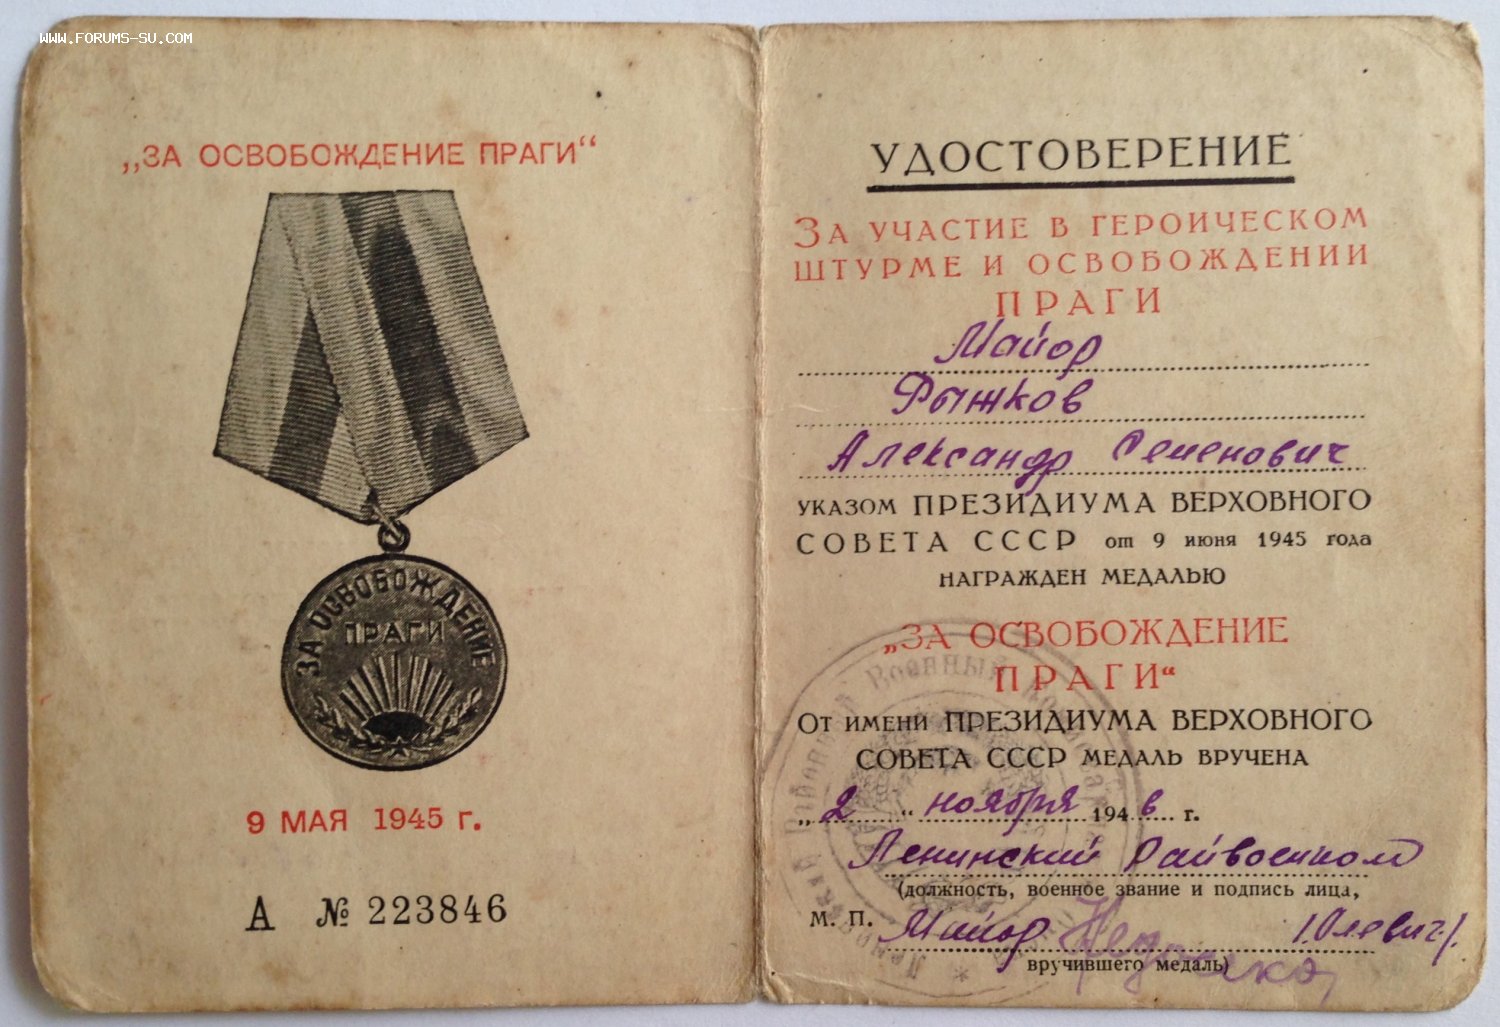 WWW.FORUMS-SU.COM
„ЗА ОСВОБОЖДЕНИЕ ПРАГИ“
ЗА ОСВОБОЖДЕНИЕ
ПРАГИ
9 МАЯ 1945 г.
А № 223846
УДОСТОВЕРЕНИЕ
ЗА УЧАСТИЕ В ГЕРОИЧЕСКОМ
ШТУРМЕ И ОСВОБОЖДЕНИИ
ПРАГИ
Майор
Рыжков
Александр Семенович
УКАЗОМ ПРЕЗИДИУМА ВЕРХОВНОГО
СОВЕТА СССР от 9 июня 1945 года
НАГРАЖДЕН МЕДАЛЬЮ
„ЗА ОСВОБОЖДЕНИЕ
ПРАГИ“
ОТ ИМЕНИ ПРЕЗИДИУМА ВЕРХОВНОГО
СОВЕТА СССР МЕДАЛЬ ВРУЧЕНА
„2“ ноября 1946 г.
Ленинский Райвоенком
(должность, военное звание и подпись лица,
М. П. Майор
вручившего медаль)
Районный Военный